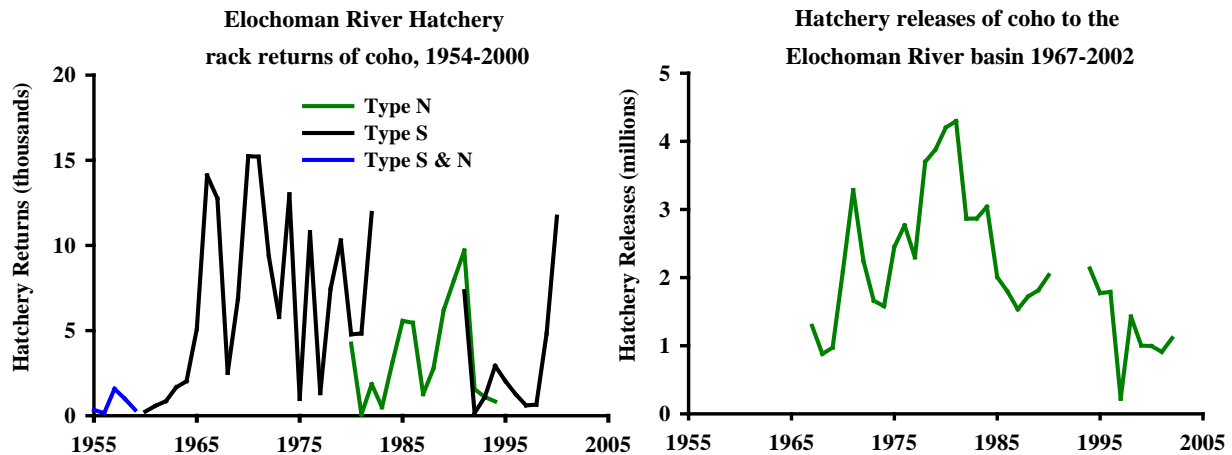 Elochoman River Hatchery
rack returns of coho, 1954-2000
Hatchery Returns (thousands)
20
15
10
5
0
Type N
Type S
Type S & N
1955
1965
1975
1985
1995
2005
Hatchery releases of coho to the
Elochoman River basin 1967-2002
Hatchery Releases (millions)
5
4
3
2
1
0
1955
1965
1975
1985
1995
2005